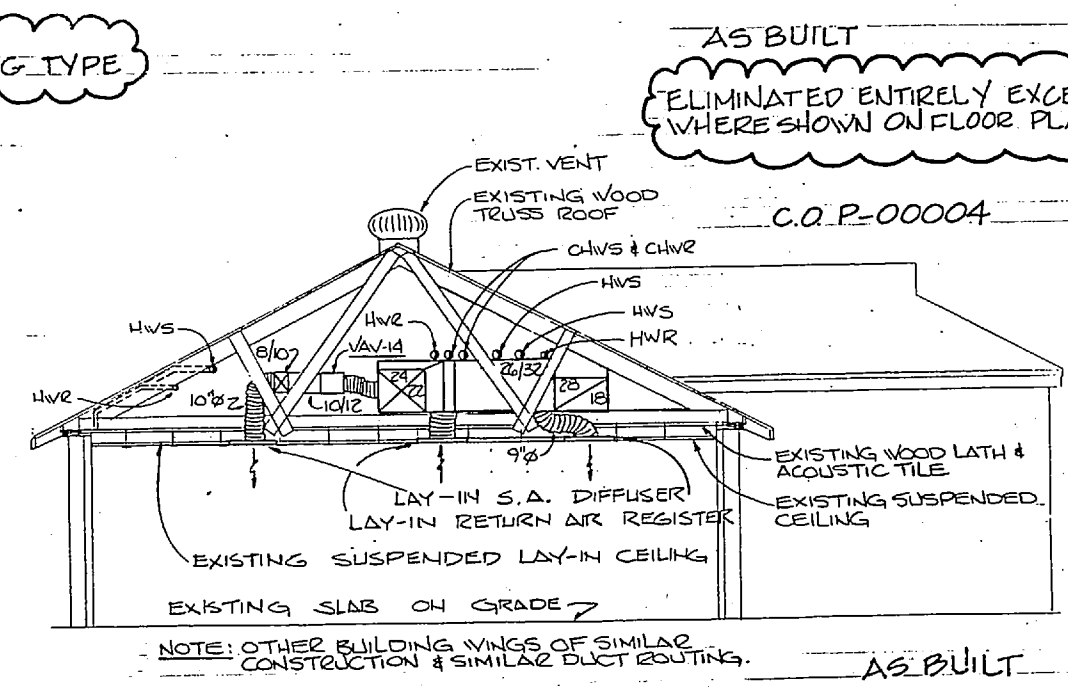 G TYPE
AS BUILT
ELIMINATED ENTIRELY EXCE
WHERE SHOWN ON FLOOR PLA
C.O. P-00004
EXIST. VENT
EXISTING WOOD
TRUSS ROOF
CHWS & CHWR
HWS
HWS
HWR
HWS
HWR
8/10
VAV-14
HWR
10"Ø
10/12
24
22
26/32
28
18
9"Ø
EXISTING WOOD LATH &
ACOUSTIC TILE
EXISTING SUSPENDED
CEILING
LAY-IN S.A. DIFFUSER
LAY-IN RETURN AIR REGISTER
EXISTING SUSPENDED LAY-IN CEILING
EXISTING SLAB ON GRADE
NOTE: OTHER BUILDING WINGS OF SIMILAR
CONSTRUCTION & SIMILAR DUCT ROUTING.
AS BUILT